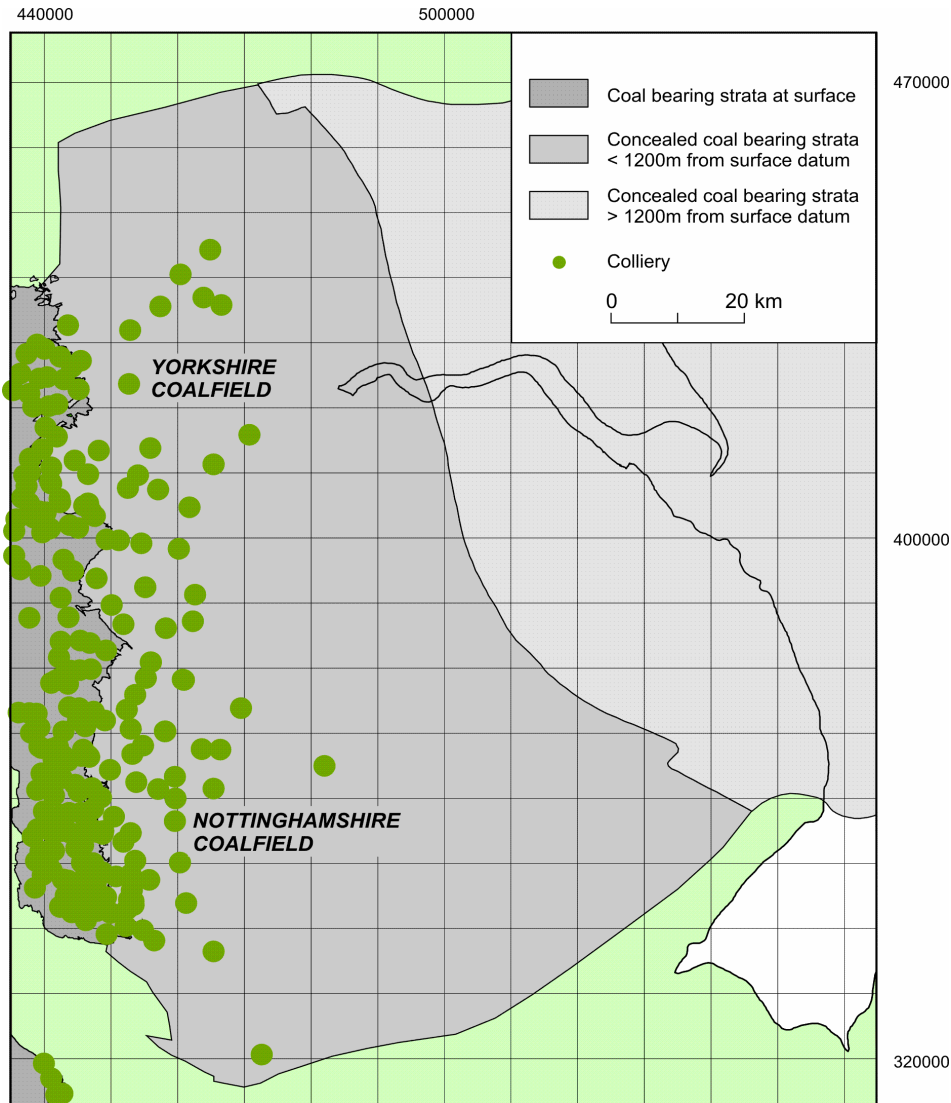 440000
500000
470000
Coal bearing strata at surface
Concealed coal bearing strata
< 1200m from surface datum
Concealed coal bearing strata
> 1200m from surface datum
Colliery
0
20 km
YORKSHIRE
COALFIELD
400000
NOTTINGHAMSHIRE
COALFIELD
320000